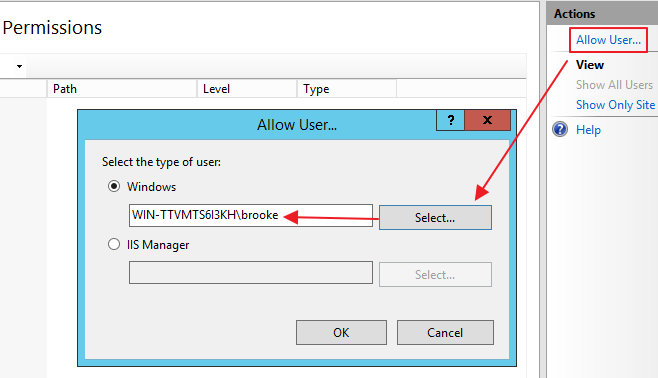 Permissions
Path Level Type
Allow User...
? x
Select the type of user:
Windows
WIN-TTVMTS6I3KH\brooke
Select...
IIS Manager
Select...
OK
Cancel
Actions
Allow User...
View
Show All Users
Show Only Site
? Help